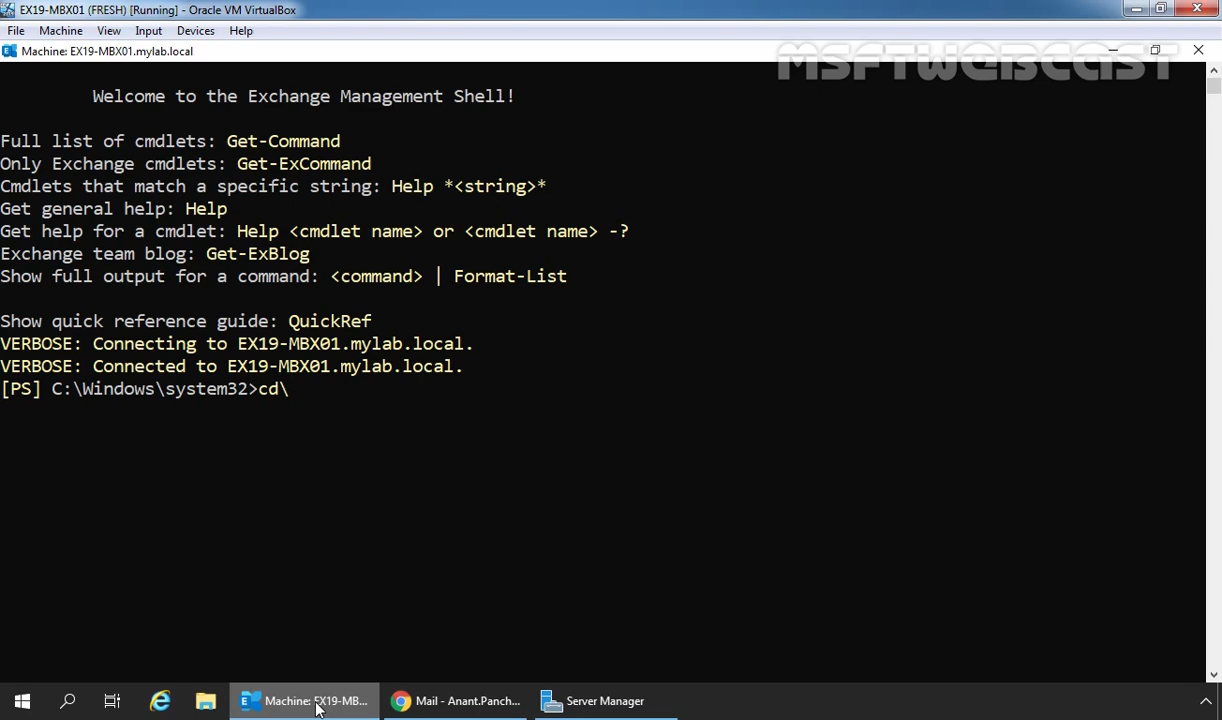 EX19-MBX01 (FRESH) [Running] - Oracle VM VirtualBox
File Machine View Input Devices Help
Machine: EX19-MBX01.mylab.local
MSFTWEBCAST
Welcome to the Exchange Management Shell!
Full list of cmdlets: Get-Command
Only Exchange cmdlets: Get-ExCommand
Cmdlets that match a specific string: Help *<string>*
Get general help: Help
Get help for a cmdlet: Help <cmdlet name> or <cmdlet name> -?
Exchange team blog: Get-ExBlog
Show full output for a command: <command> | Format-List
Show quick reference guide: QuickRef
VERBOSE: Connecting to EX19-MBX01.mylab.local.
VERBOSE: Connected to EX19-MBX01.mylab.local.
[PS] C:\Windows\system32>cd\
Machine: EX19-MB... Mail - Anant.Panch... Server Manager